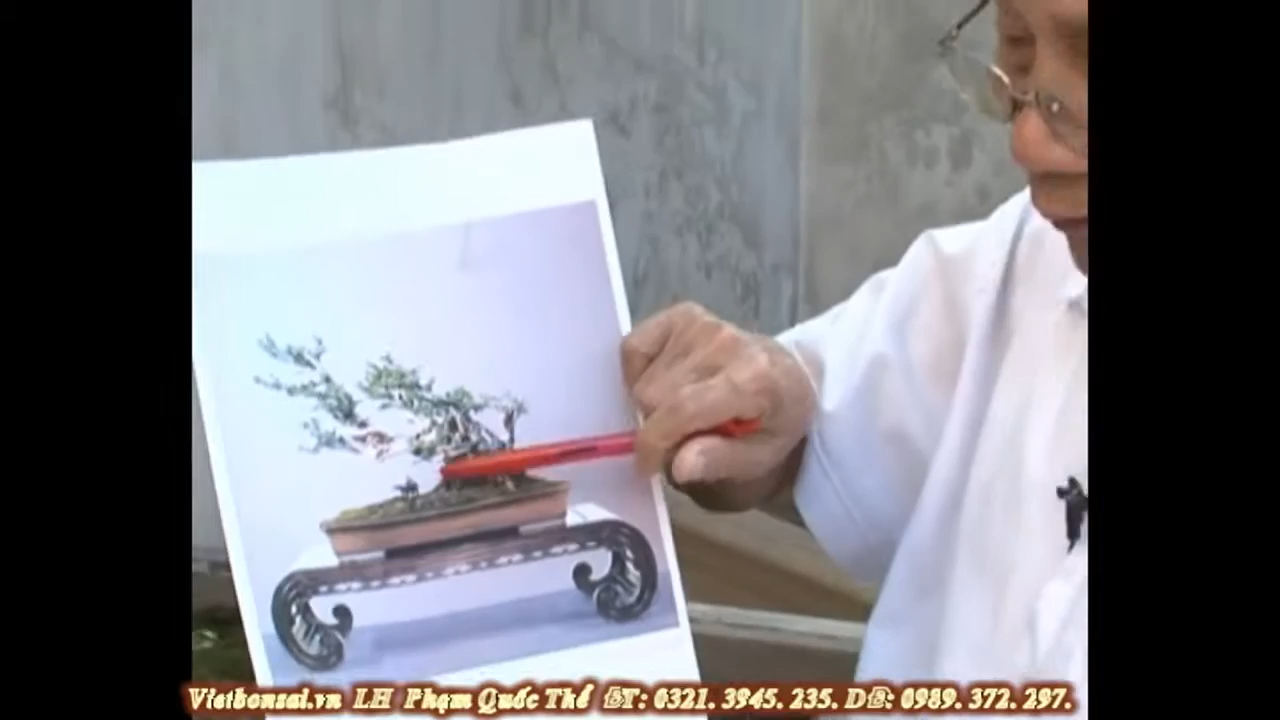 Vietbonsai.vn LH Phạm Quốc Thể ĐT: 0321. 3945. 235. DĐ: 0989. 372. 297.